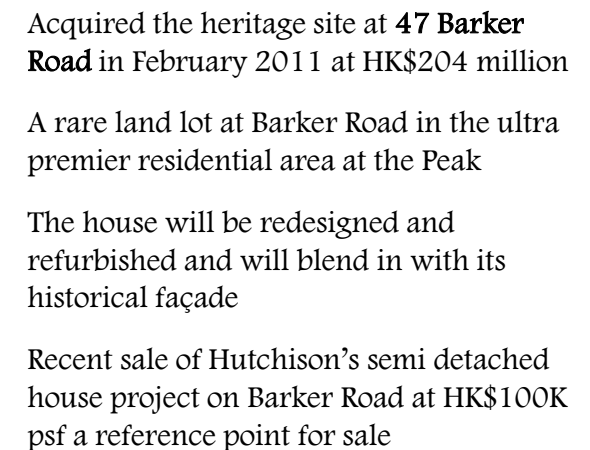 Acquired the heritage site at 47 Barker
Road in February 2011 at HK$204 million
A rare land lot at Barker Road in the ultra
premier residential area at the Peak
The house will be redesigned and
refurbished and will blend in with its
historical façade
Recent sale of Hutchison’s semi detached
house project on Barker Road at HK$100K
psf a reference point for sale